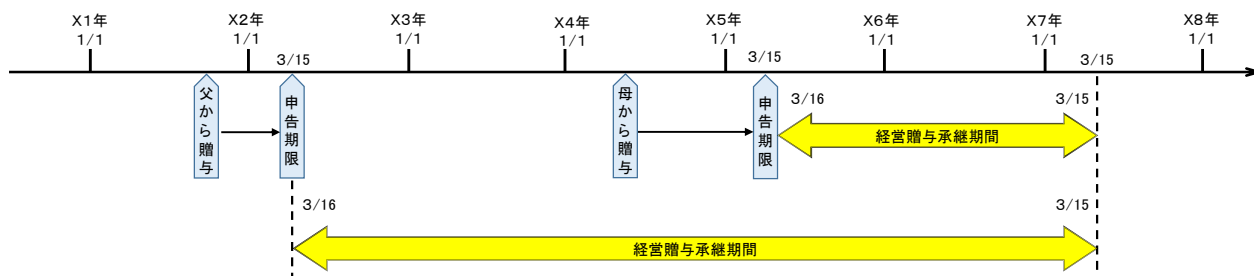 X1年
1/1
X2年
1/1
X3年
1/1
X4年
1/1
X5年
1/1
X6年
1/1
X7年
1/1
X8年
1/1
3/15
3/15
3/15
父から贈与
申告期限
母から贈与
申告期限
3/16
3/15
経営贈与承継期間
3/16
3/15
経営贈与承継期間